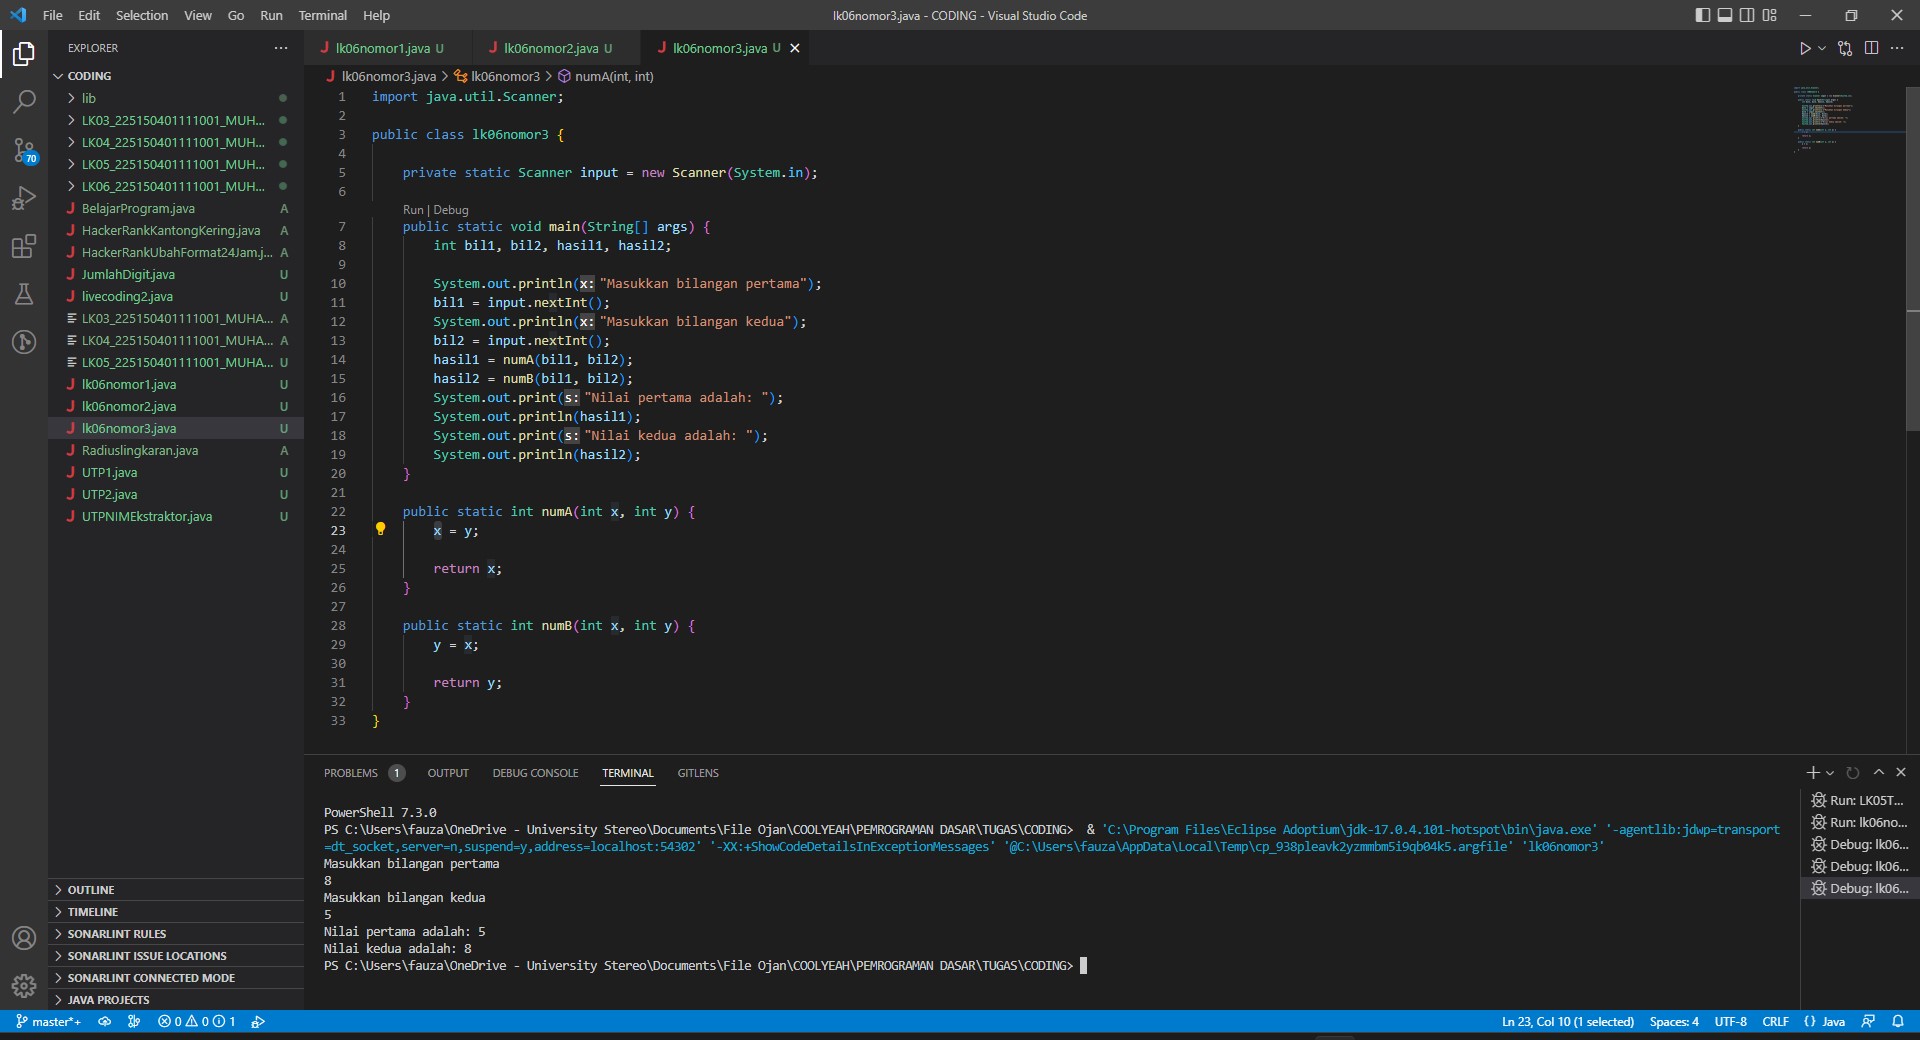 File Edit Selection View Go Run Terminal Help
lk06nomor3.java - CODING - Visual Studio Code
EXPLORER
CODING
lib
LK03_225150401111001_MUH...
LK04_225150401111001_MUH...
LK05_225150401111001_MUH...
LK06_225150401111001_MUH...
BelajarProgram.java A
HackerRankKantongKering.java A
HackerRankUbahFormat24Jam.j... A
JumlahDigit.java U
livecoding2.java U
LK03_225150401111001_MUHA... A
LK04_225150401111001_MUHA... A
LK05_225150401111001_MUHA... U
lk06nomor1.java U
lk06nomor2.java U
lk06nomor3.java U
Radiuslingkaran.java A
UTP1.java U
UTP2.java U
UTPNIMEkstraktor.java U
OUTLINE
TIMELINE
SONARLINT RULES
SONARLINT ISSUE LOCATIONS
SONARLINT CONNECTED MODE
JAVA PROJECTS
70
lk06nomor1.java U lk06nomor2.java U lk06nomor3.java U
lk06nomor3.java > lk06nomor3 > numA(int, int)
1 import java.util.Scanner;
2
3 public class lk06nomor3 {
4
5 private static Scanner input = new Scanner(System.in);
6
Run | Debug
7 public static void main(String[] args) {
8 int bil1, bil2, hasil1, hasil2;
9
10 System.out.println(x: "Masukkan bilangan pertama");
11 bil1 = input.nextInt();
12 System.out.println(x: "Masukkan bilangan kedua");
13 bil2 = input.nextInt();
14 hasil1 = numA(bil1, bil2);
15 hasil2 = numB(bil1, bil2);
16 System.out.print(s: "Nilai pertama adalah: ");
17 System.out.println(hasil1);
18 System.out.print(s: "Nilai kedua adalah: ");
19 System.out.println(hasil2);
20 }
21
22 public static int numA(int x, int y) {
23 x = y;
24
25 return x;
26 }
27
28 public static int numB(int x, int y) {
29 y = x;
30
31 return y;
32 }
33 }
PROBLEMS 1 OUTPUT DEBUG CONSOLE TERMINAL GITLENS
PowerShell 7.3.0
PS C:\Users\fauza\OneDrive - University Stereo\Documents\File Ojan\COOLYEAH\PEMROGRAMAN DASAR\TUGAS\CODING> & 'C:\Program Files\Eclipse Adoptium\jdk-17.0.4.101-hotspot\bin\java.exe' '-agentlib:jdwp=transport
=dt_socket,server=n,suspend=y,address=localhost:54302' '-XX:+ShowCodeDetailsInExceptionMessages' '@C:\Users\fauza\AppData\Local\Temp\cp_938pleavk2yzmmbm5i9qb04k5.argfile' 'lk06nomor3'
Masukkan bilangan pertama
8
Masukkan bilangan kedua
5
Nilai pertama adalah: 5
Nilai kedua adalah: 8
PS C:\Users\fauza\OneDrive - University Stereo\Documents\File Ojan\COOLYEAH\PEMROGRAMAN DASAR\TUGAS\CODING>
Run: LK05T...
Run: lk06no...
Debug: lk06...
Debug: lk06...
Debug: lk06...
master*+ 0 0 1
Ln 23, Col 10 (1 selected) Spaces: 4 UTF-8 CRLF {} Java